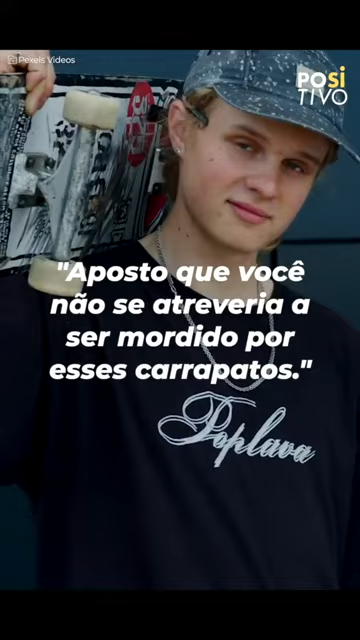 Pexels Videos
POSI
TIVO
"Aposto que você
não se atreveria a
ser mordido por
esses carrapatos."
Poplava